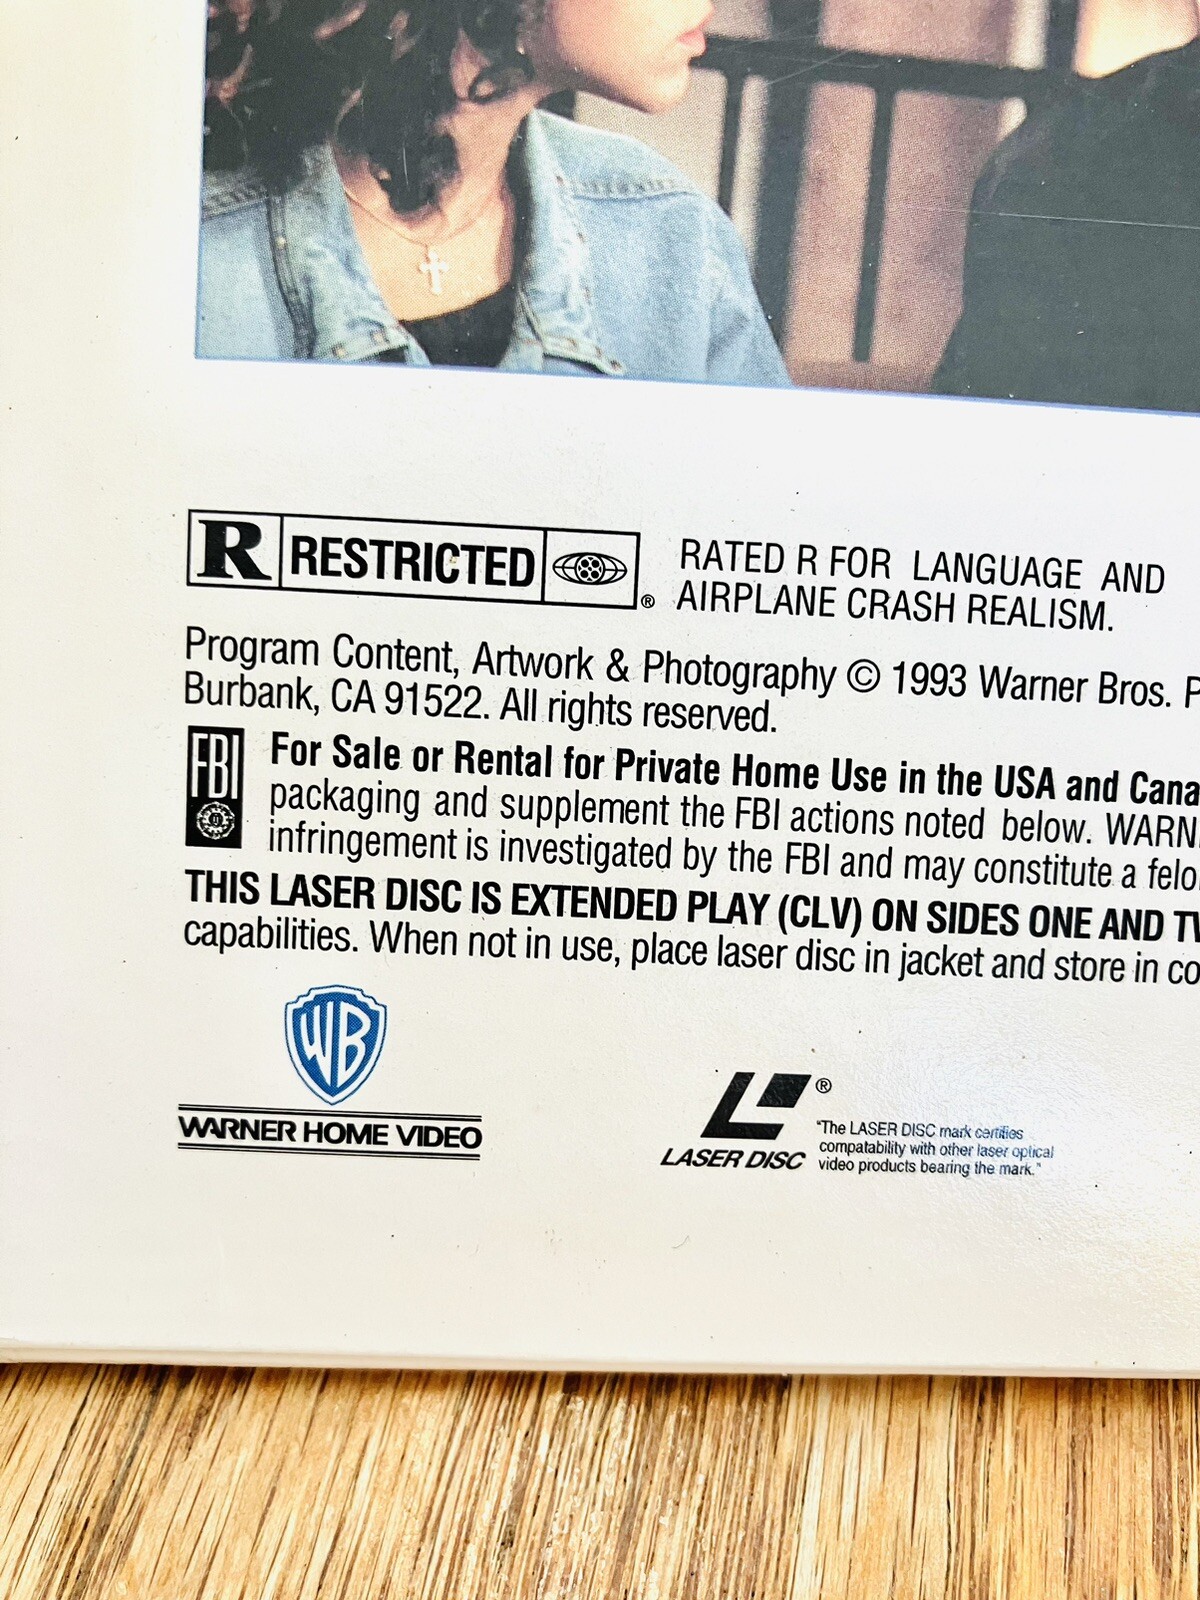 R RESTRICTED ®
RATED R FOR LANGUAGE AND
AIRPLANE CRASH REALISM.
Program Content, Artwork & Photography © 1993 Warner Bros. P
Burbank, CA 91522. All rights reserved.
FBI
For Sale or Rental for Private Home Use in the USA and Cana
packaging and supplement the FBI actions noted below. WARN
infringement is investigated by the FBI and may constitute a felo
THIS LASER DISC IS EXTENDED PLAY (CLV) ON SIDES ONE AND TW
capabilities. When not in use, place laser disc in jacket and store in co
WB
WARNER HOME VIDEO
®
LASER DISC
"The LASER DISC mark certifies
compatability with other laser optical
video products bearing the mark."